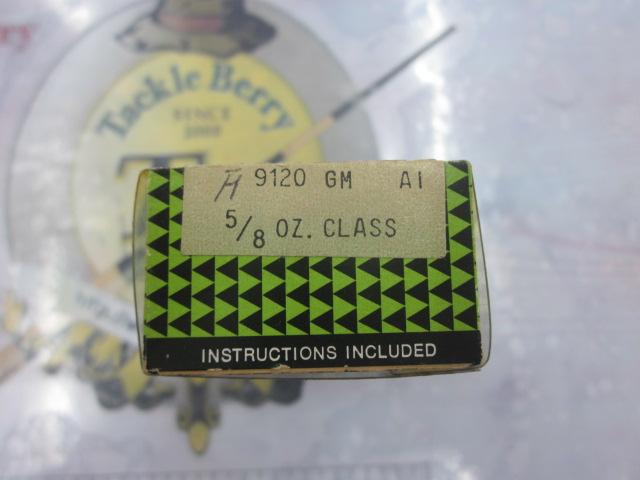 Tackle Berry
SINCE
9120 GM A1
5/8 OZ. CLASS
INSTRUCTIONS INCLUDED